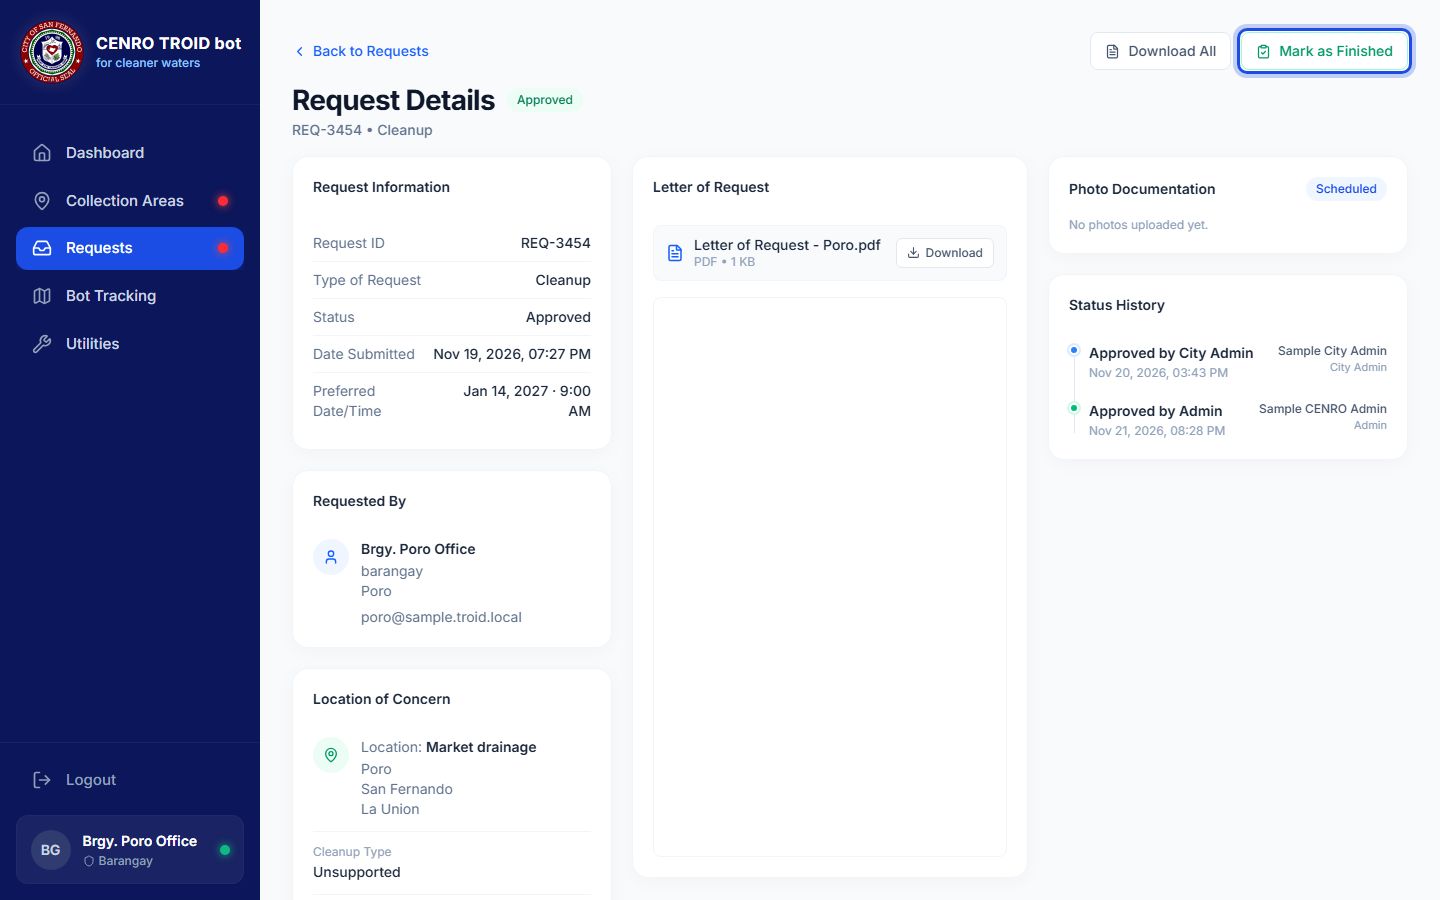 CITY OF SAN FERNANDO
OFFICIAL SEAL
CENRO TROID bot
for cleaner waters
Dashboard
Collection Areas
Requests
Bot Tracking
Utilities
Logout
BG
Brgy. Poro Office
Barangay
Back to Requests
Download All
Mark as Finished
Request Details
Approved
REQ-3454 • Cleanup
Request Information
Request ID REQ-3454
Type of Request Cleanup
Status Approved
Date Submitted Nov 19, 2026, 07:27 PM
Preferred Date/Time Jan 14, 2027 · 9:00 AM
Requested By
Brgy. Poro Office
barangay
Poro
poro@sample.troid.local
Location of Concern
Location: Market drainage
Poro
San Fernando
La Union
Cleanup Type
Unsupported
Letter of Request
Letter of Request - Poro.pdf
PDF • 1 KB
Download
Photo Documentation
Scheduled
No photos uploaded yet.
Status History
Approved by City Admin
Nov 20, 2026, 03:43 PM
Sample City Admin
City Admin
Approved by Admin
Nov 21, 2026, 08:28 PM
Sample CENRO Admin
Admin